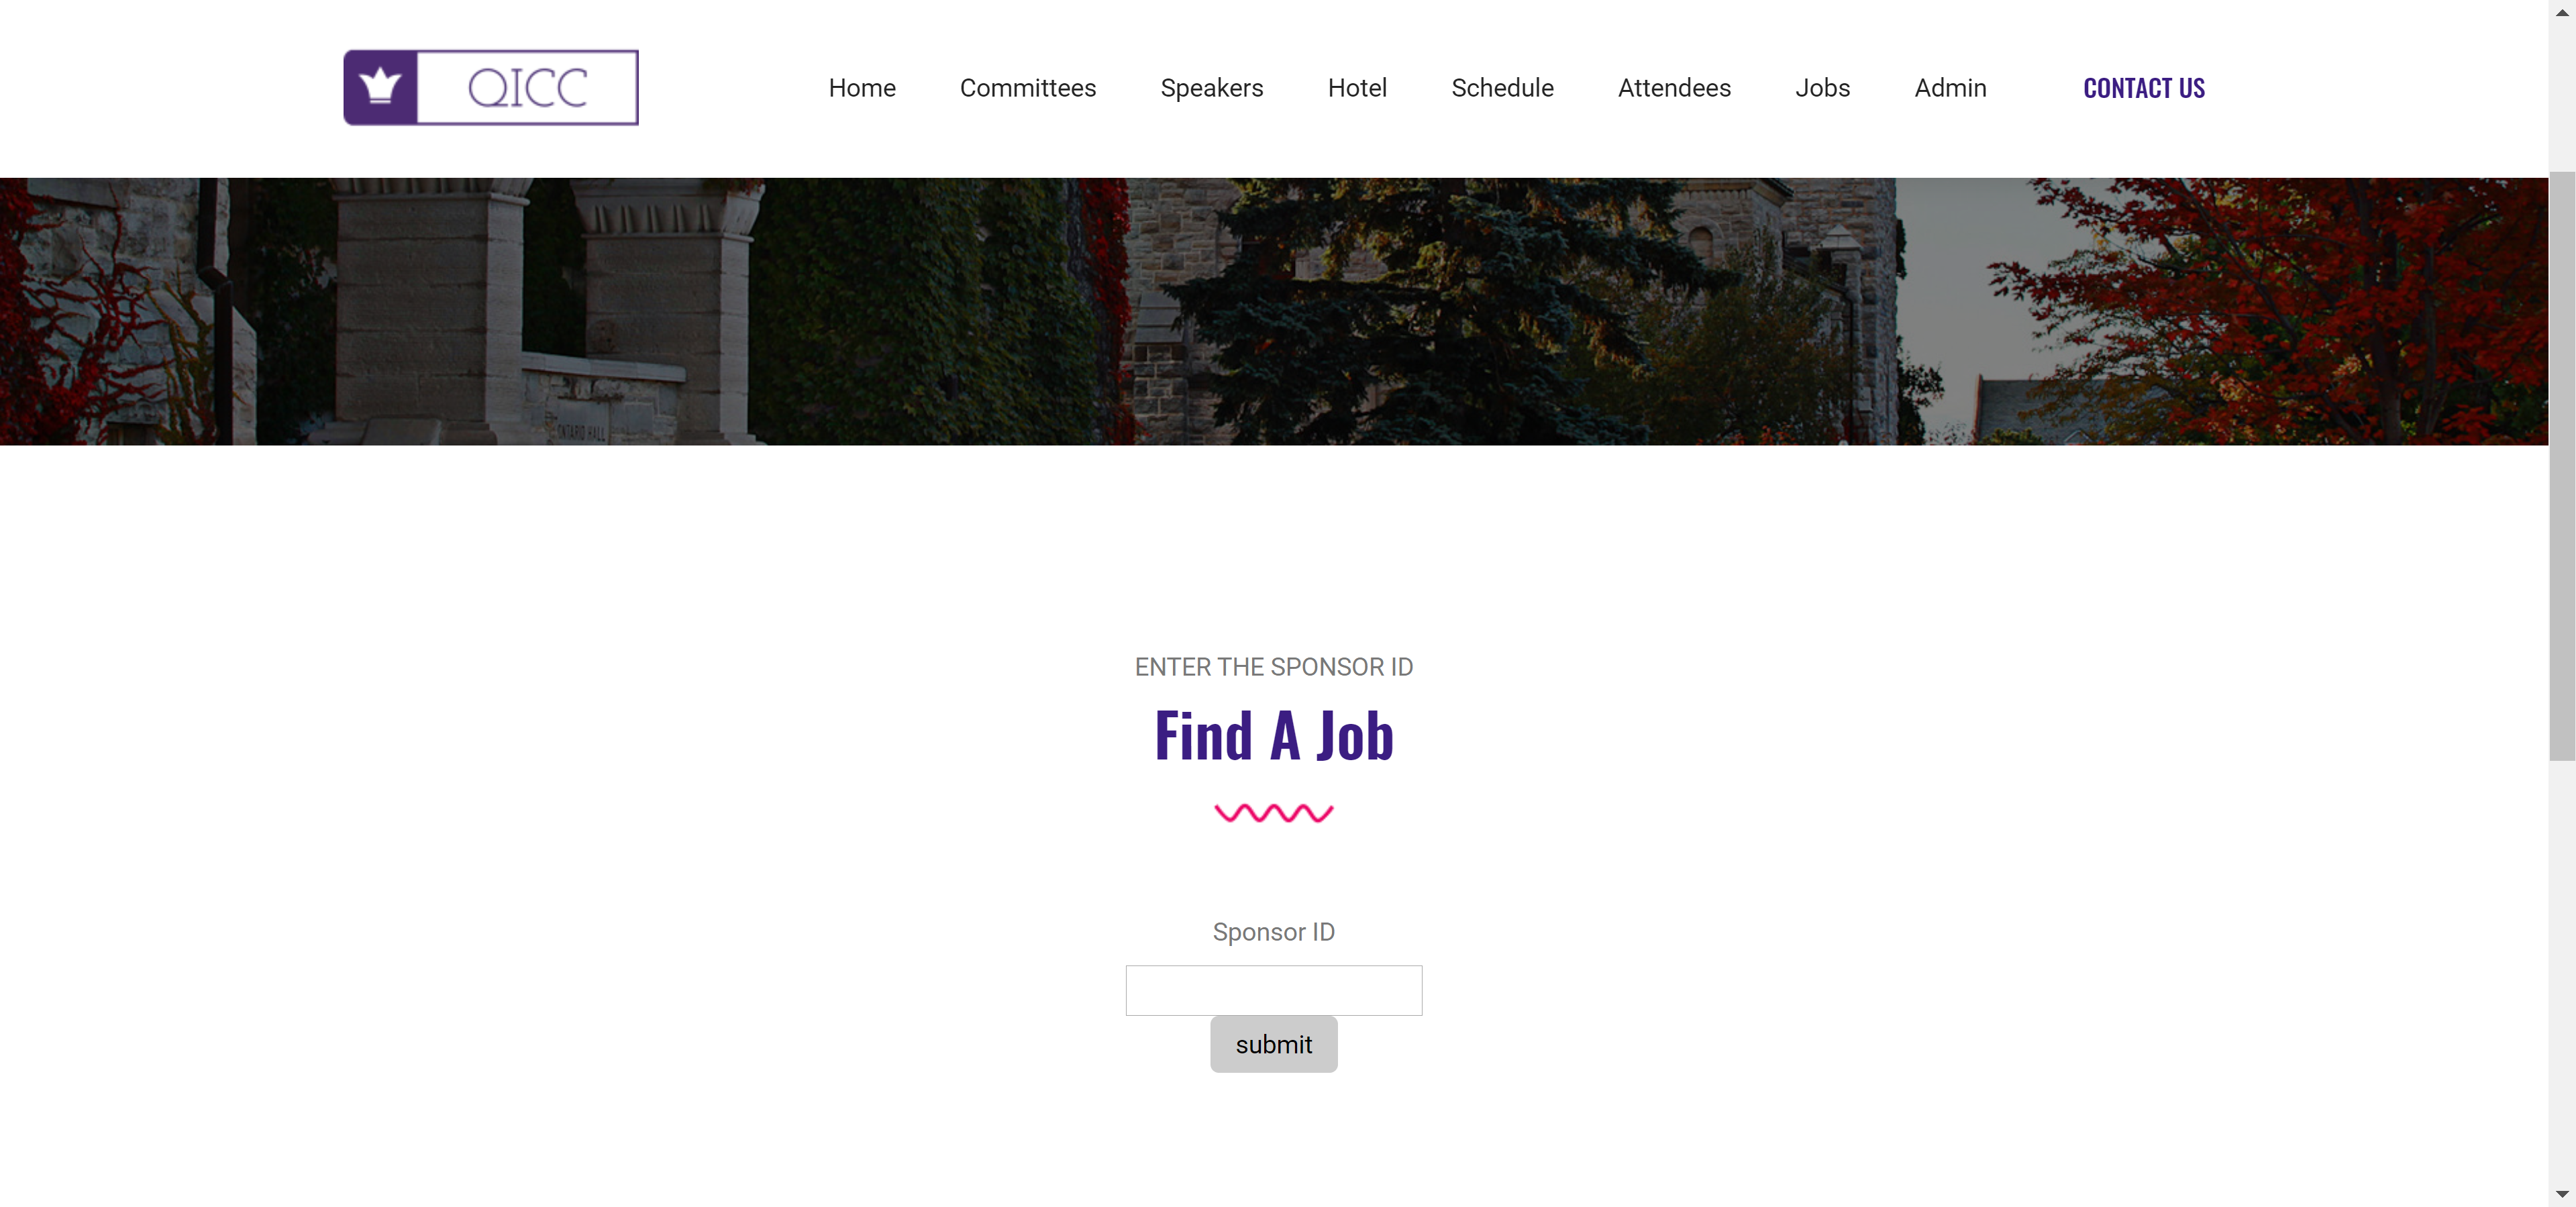 QICC
Home Committees Speakers Hotel Schedule Attendees Jobs Admin CONTACT US
ONTARIO HALL
ENTER THE SPONSOR ID
Find A Job
Sponsor ID
submit